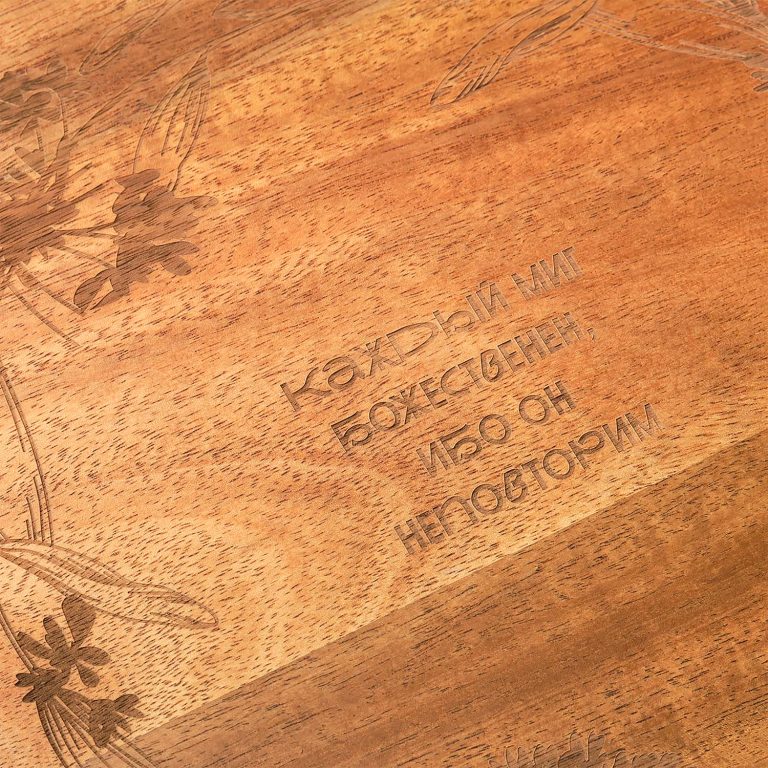 каждый миг
божественен,
ибо он
неповторим